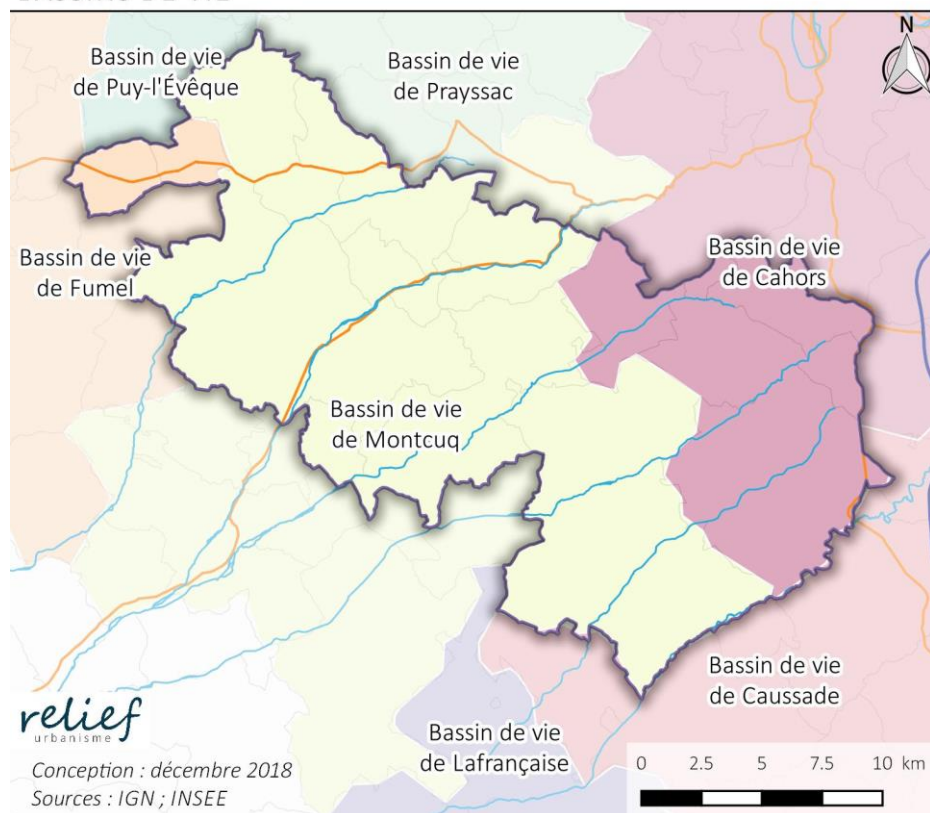 Bassin de vie
de Puy-l'Évêque
Bassin de vie
de Prayssac
N
Bassin de vie
de Fumel
Bassin de vie
de Cahors
Bassin de vie
de Montcuq
Bassin de vie
de Caussade
Bassin de vie
de Lafrançaise
relief
urbanisme
Conception : décembre 2018
Sources : IGN ; INSEE
0 2.5 5 7.5 10 km